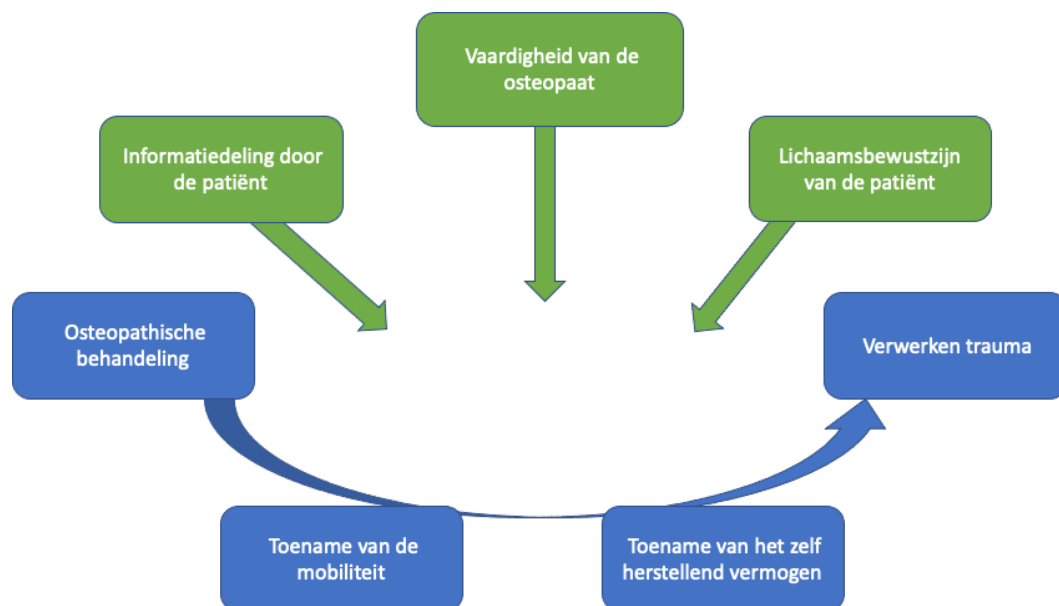 Vaardigheid van de
osteopaat
Informatiedeling door
de patiënt
Lichaamsbewustzijn
van de patiënt
Osteopathische
behandeling
Verwerken trauma
Toename van de
mobiliteit
Toename van het zelf
herstellend vermogen